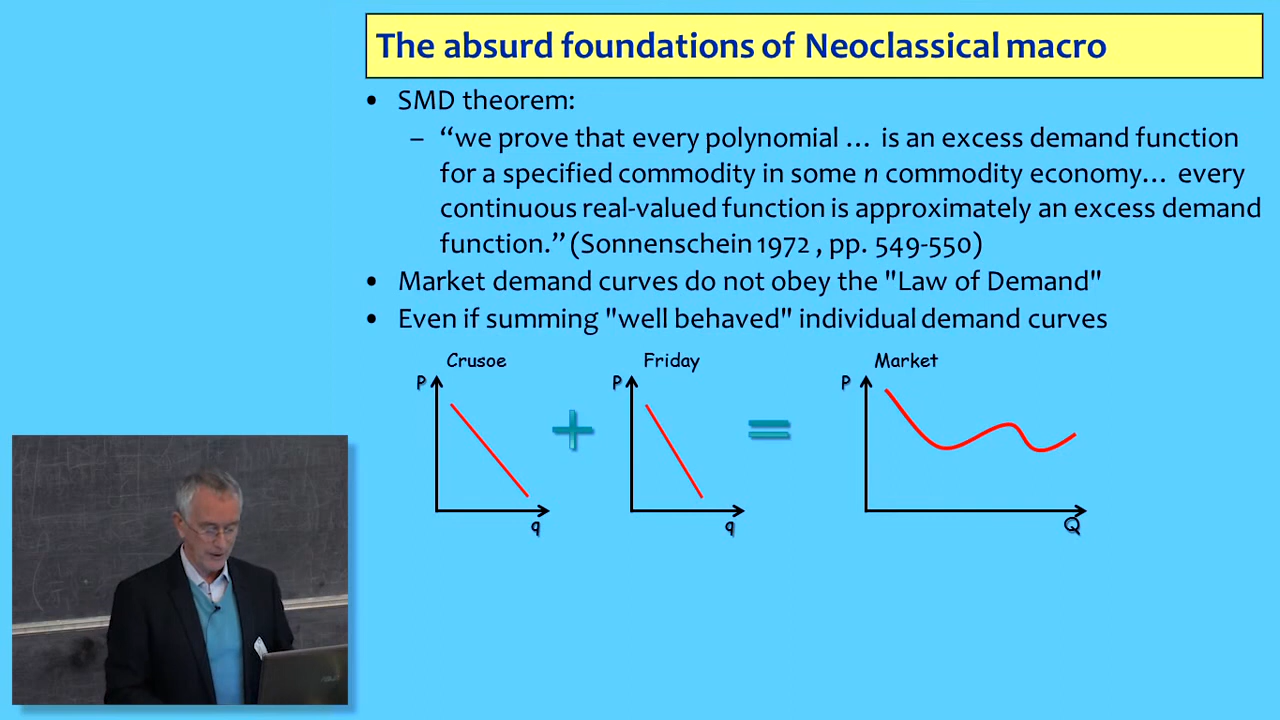 The absurd foundations of Neoclassical macro
• SMD theorem:
– “we prove that every polynomial … is an excess demand function
for a specified commodity in some n commodity economy… every
continuous real-valued function is approximately an excess demand
function.” (Sonnenschein 1972 , pp. 549-550)
• Market demand curves do not obey the "Law of Demand"
• Even if summing "well behaved" individual demand curves
Crusoe
Friday
Market
P
P
P
+
=
q
q
Q